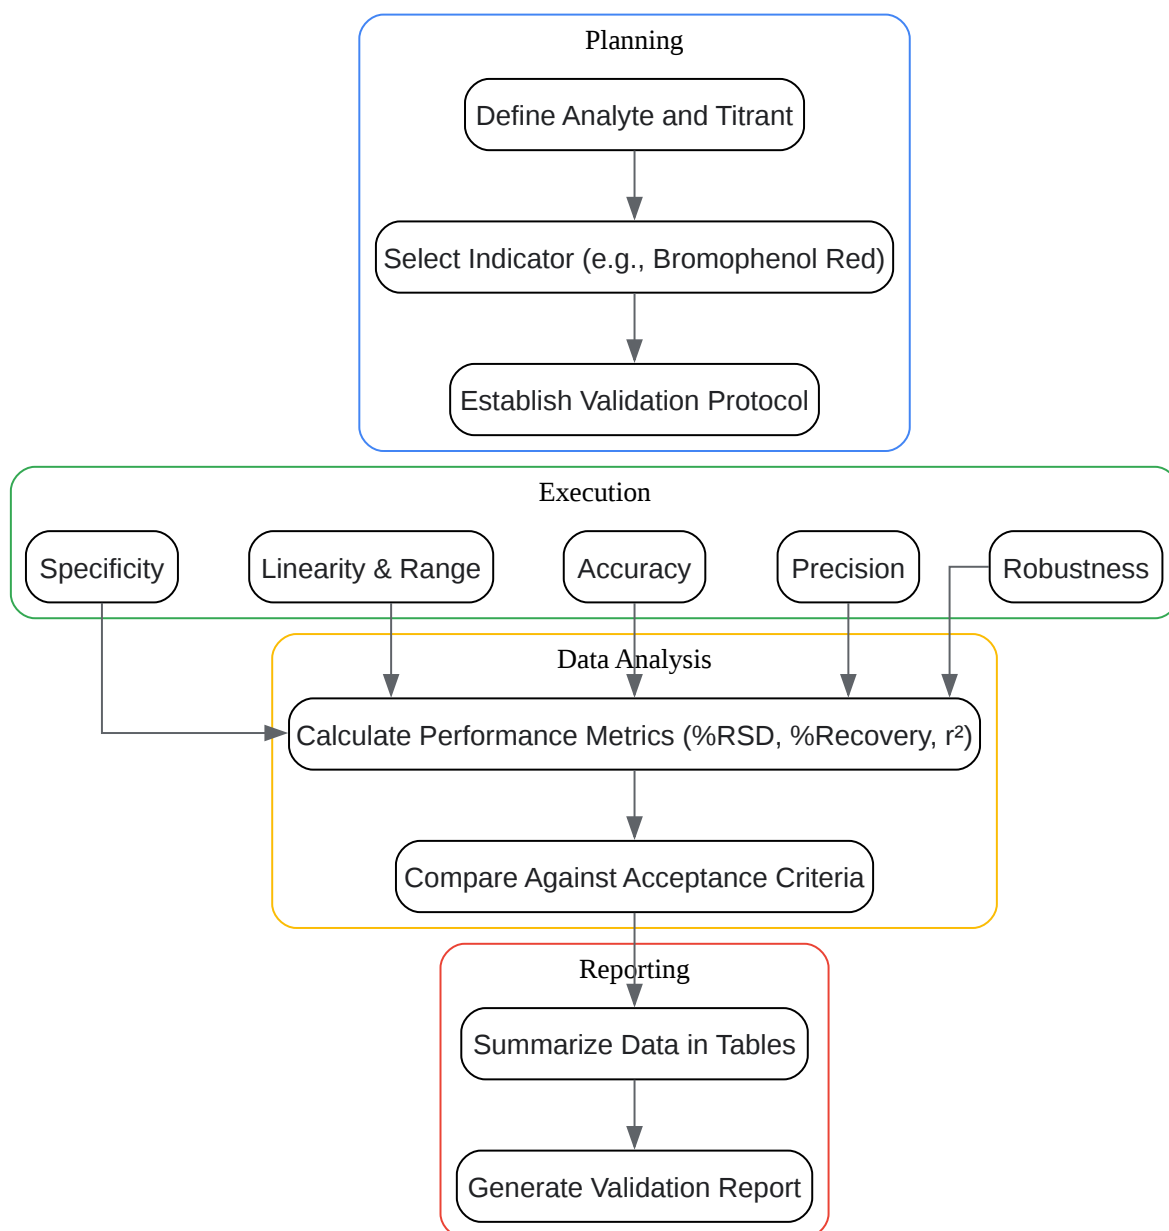 Planning
Define Analyte and Titrant
Select Indicator (e.g., Bromophenol Red)
Establish Validation Protocol
Execution
Specificity
Linearity & Range
Accuracy
Precision
Robustness
Data Analysis
Calculate Performance Metrics (%RSD, %Recovery, r²)
Compare Against Acceptance Criteria
Reporting
Summarize Data in Tables
Generate Validation Report